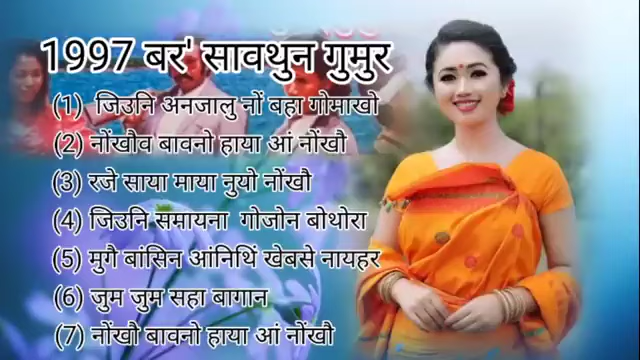 1997 बर' सावथुन गुमुर
(1) जिउनि अनजालु नों बहा गोमाखो
(2) नोंखौव बावनो हाया आं नोंखौ
(3) रजे साया माया नुयो नोंखौ
(4) जिउनि समायना गोजोन बोथोरा
(5) मुगै बांसिन आंनिथिं खेबसे नायहर
(6) जुम जुम सहा बागान
(7) नोंखौ बावनो हाया आं नोंखौ